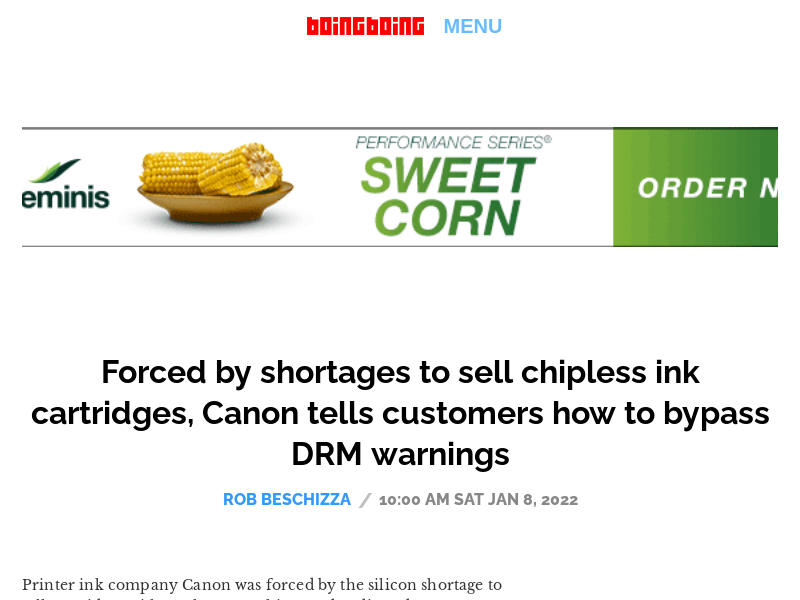 boingboing MENU
eminis
PERFORMANCE SERIES®
SWEET
CORN
ORDER N
Forced by shortages to sell chipless ink
cartridges, Canon tells customers how to bypass
DRM warnings
ROB BESCHIZZA / 10:00 AM SAT JAN 8, 2022
Printer ink company Canon was forced by the silicon shortage to